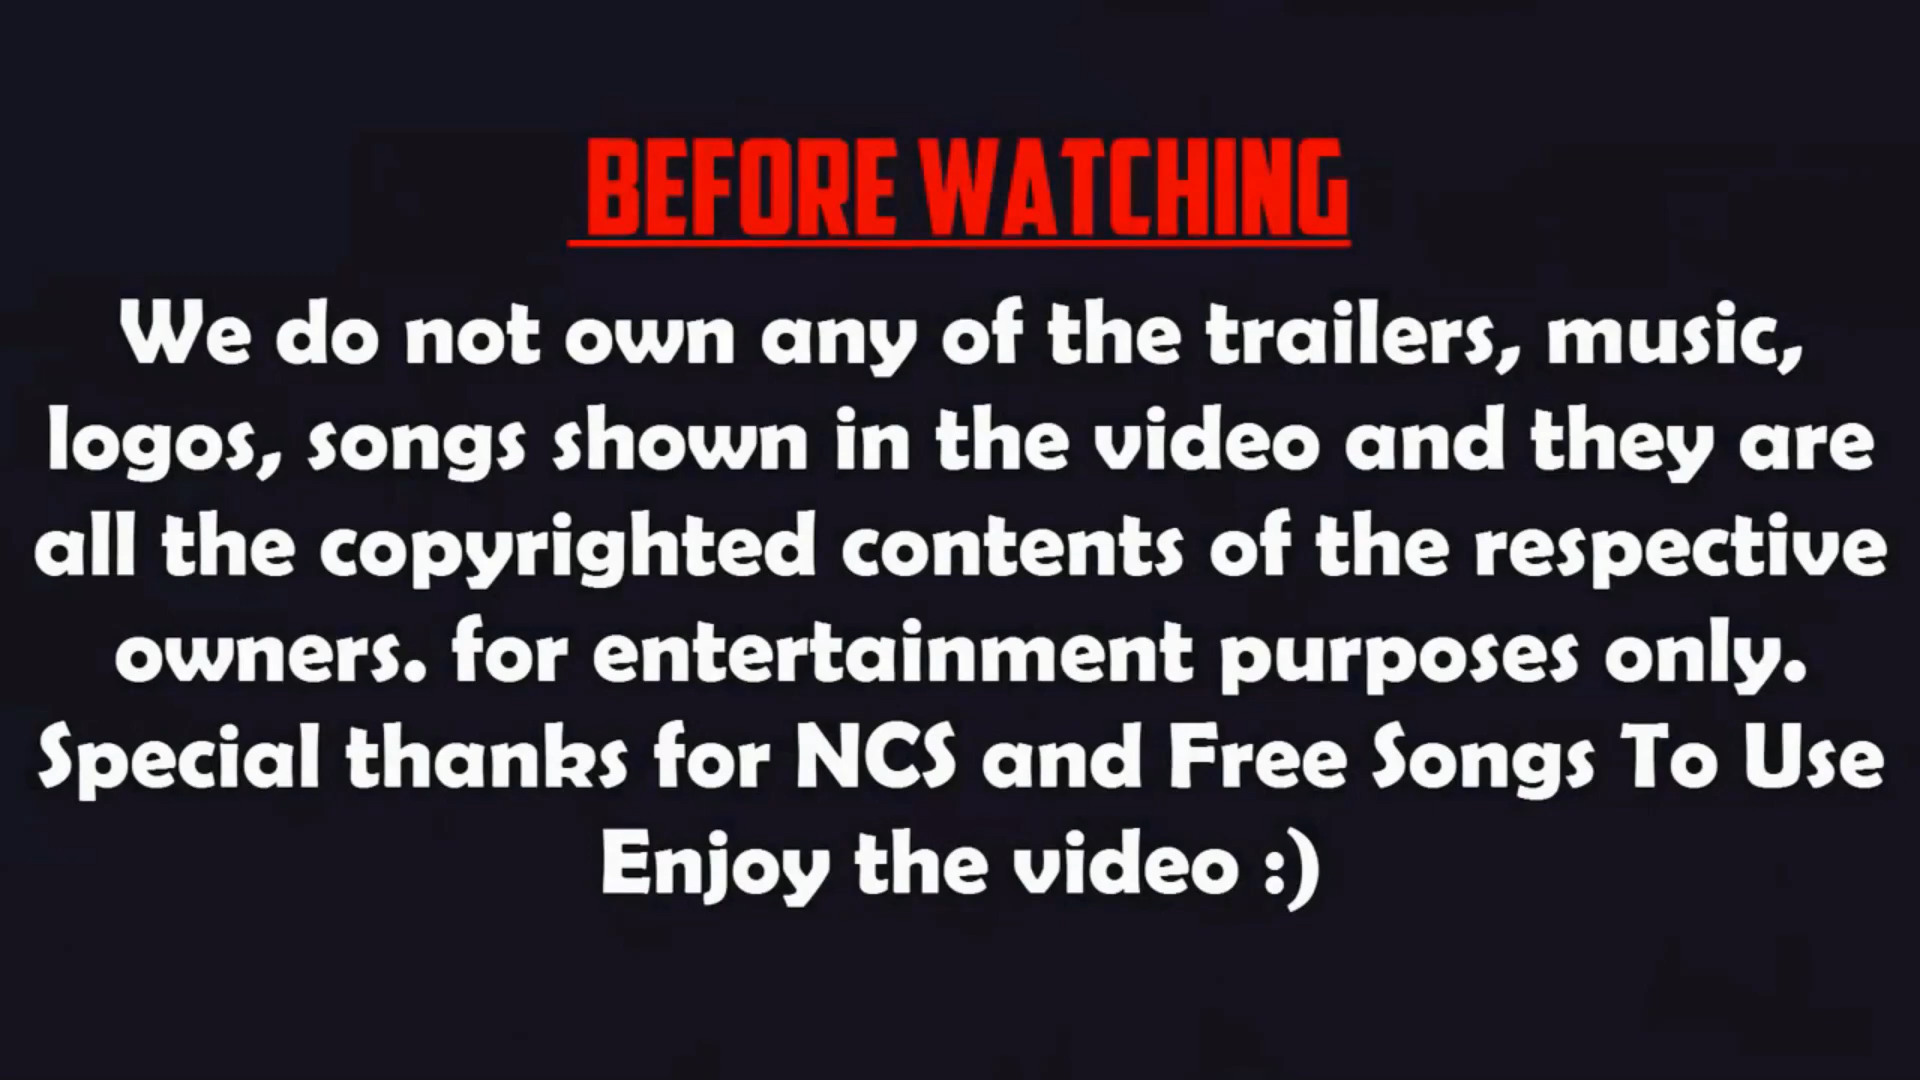 BEFORE WATCHING
We do not own any of the trailers, music,
logos, songs shown in the video and they are
all the copyrighted contents of the respective
owners. for entertainment purposes only.
Special thanks for NCS and Free Songs To Use
Enjoy the video :)